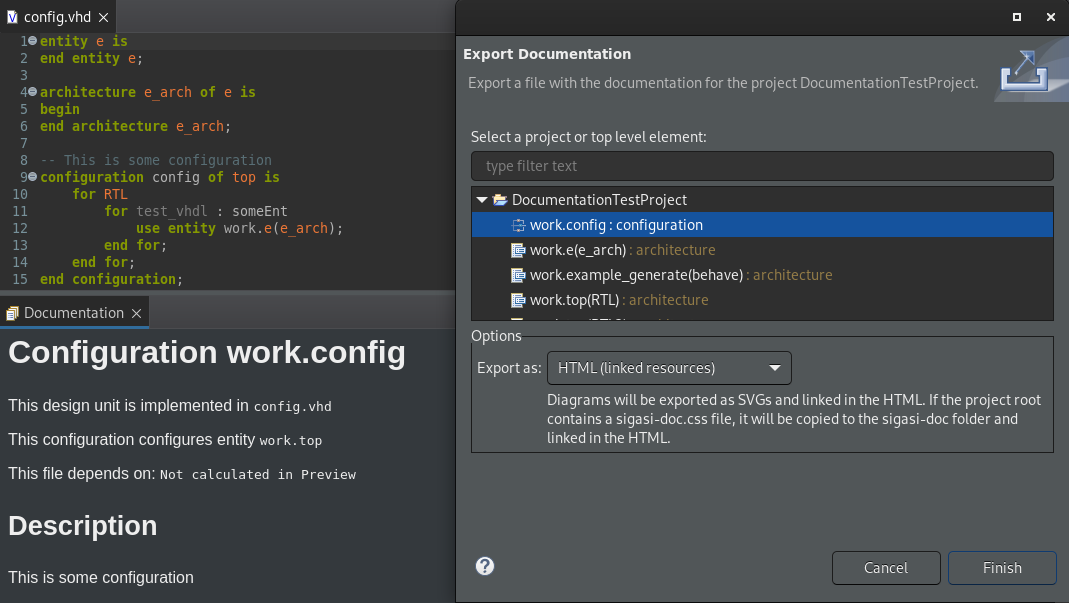 config.vhd
1 entity e is
2 end entity e;
3
4 architecture e_arch of e is
5 begin
6 end architecture e_arch;
7
8 -- This is some configuration
9 configuration config of top is
10 for RTL
11 for test_vhdl : someEnt
12 use entity work.e(e_arch);
13 end for;
14 end for;
15 end configuration;
Documentation
Configuration work.config
This design unit is implemented in config.vhd
This configuration configures entity work.top
This file depends on: Not calculated in Preview
Description
This is some configuration
Export Documentation
Export a file with the documentation for the project DocumentationTestProject.
Select a project or top level element:
type filter text
DocumentationTestProject
work.config : configuration
work.e(e_arch) : architecture
work.example_generate(behave) : architecture
work.top(RTL) : architecture
Options
Export as: HTML (linked resources)
Diagrams will be exported as SVGs and linked in the HTML. If the project root
contains a sigasi-doc.css file, it will be copied to the sigasi-doc folder and
linked in the HTML.
Cancel
Finish